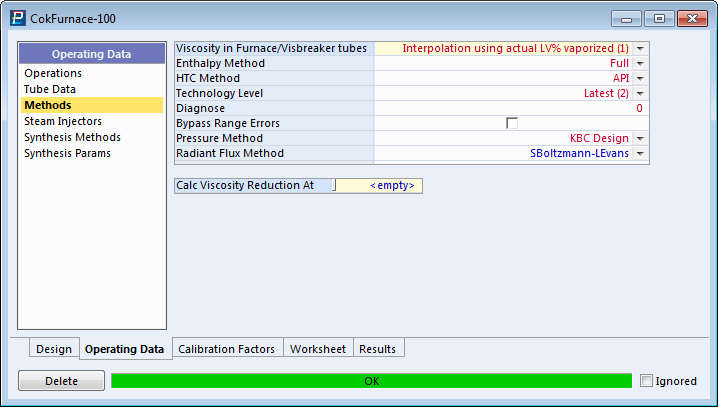 CokFurnace-100
Operating Data
Operations
Tube Data
Methods
Steam Injectors
Synthesis Methods
Synthesis Params
Viscosity in Furnace/Visbreaker tubes Interpolation using actual LV% vaporized (1)
Enthalpy Method Full
HTC Method API
Technology Level Latest (2)
Diagnose 0
Bypass Range Errors
Pressure Method KBC Design
Radiant Flux Method SBoltzmann-LEvans
Calc Viscosity Reduction At <empty>
Design Operating Data Calibration Factors Worksheet Results
Delete OK Ignored